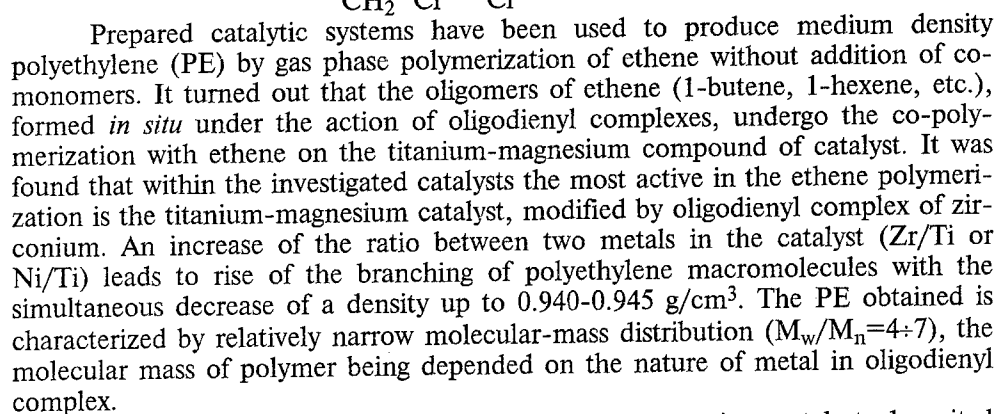 CH2 Cl Cl
Prepared catalytic systems have been used to produce medium density
polyethylene (PE) by gas phase polymerization of ethene without addition of co-
monomers. It turned out that the oligomers of ethene (1-butene, 1-hexene, etc.),
formed in situ under the action of oligodienyl complexes, undergo the co-poly-
merization with ethene on the titanium-magnesium compound of catalyst. It was
found that within the investigated catalysts the most active in the ethene polymeri-
zation is the titanium-magnesium catalyst, modified by oligodienyl complex of zir-
conium. An increase of the ratio between two metals in the catalyst (Zr/Ti or
Ni/Ti) leads to rise of the branching of polyethylene macromolecules with the
simultaneous decrease of a density up to 0.940-0.945 g/cm³. The PE obtained is
characterized by relatively narrow molecular-mass distribution (Mw/Mn=4÷7), the
molecular mass of polymer being depended on the nature of metal in oligodienyl
complex.